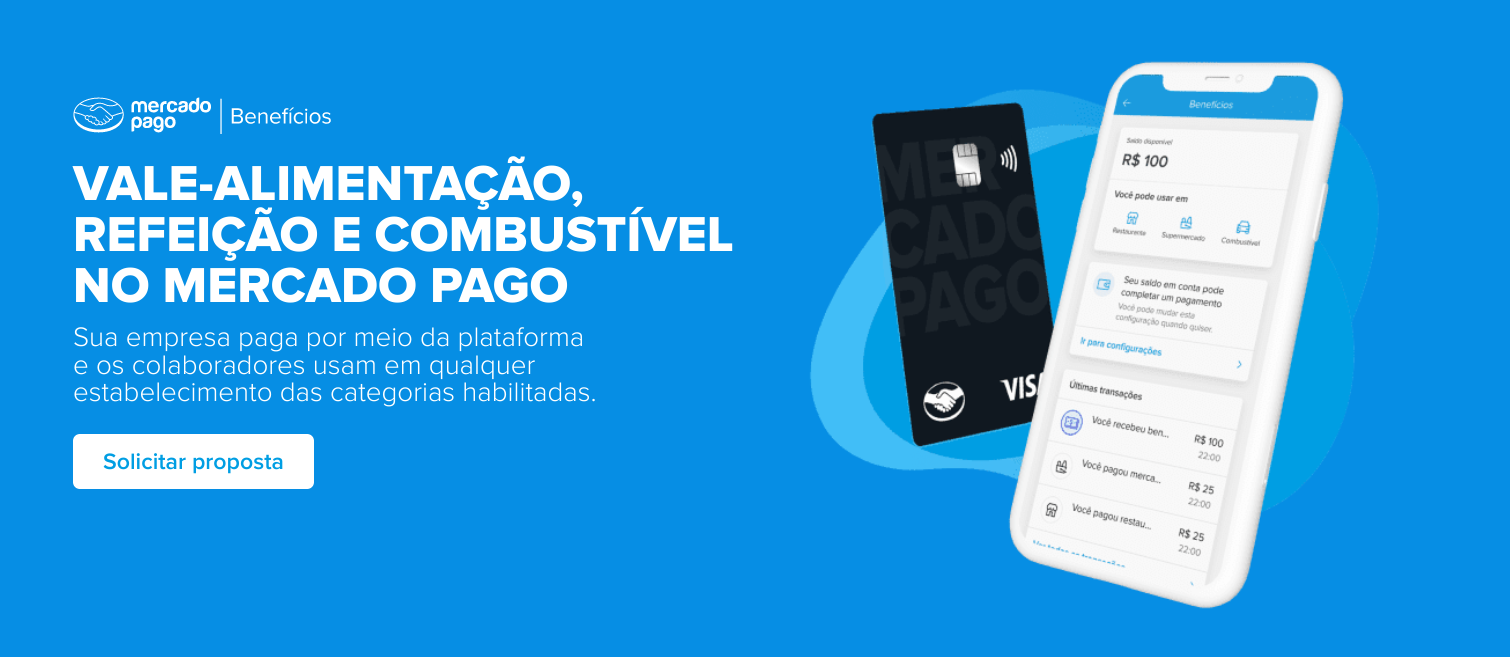 mercado
pago
Benefícios
VALE-ALIMENTAÇÃO,
REFEIÇÃO E COMBUSTÍVEL
NO MERCADO PAGO
Sua empresa paga por meio da plataforma
e os colaboradores usam em qualquer
estabelecimento das categorias habilitadas.
Solicitar proposta
MER
CADO
PAGO
VISA
Benefícios
Saldo disponível
R$ 100
Você pode usar em
Restaurante Supermercado Combustível
Seu saldo em conta pode
completar um pagamento
Você pode mudar esta
configuração quando quiser.
Ir para configurações
Últimas transações
Você recebeu ben... R$ 100
22:00
Você pagou merca... R$ 25
22:00
Você pagou restau... R$ 25
22:00